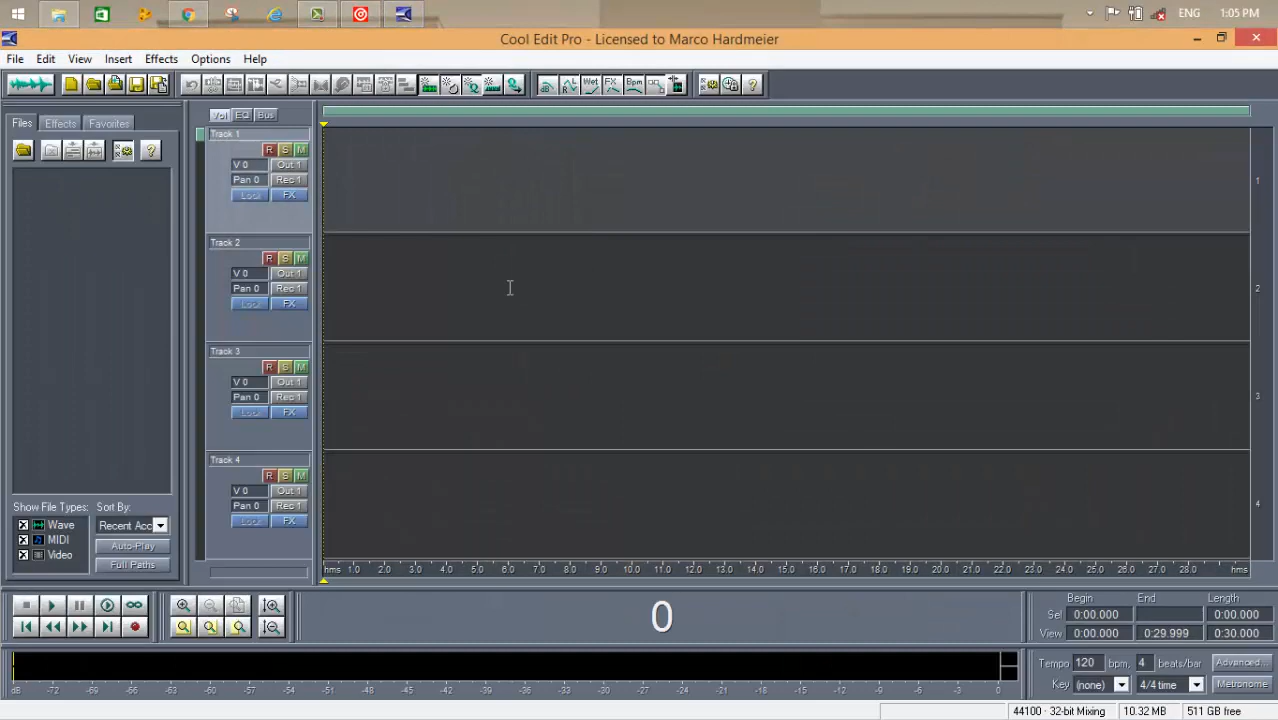 ENG 1:05 PM
Cool Edit Pro - Licensed to Marco Hardmeier
File Edit View Insert Effects Options Help
Files Effects Favorites
Vol EQ Bus
Track 1
R S M
V 0 Out 1
Pan 0 Rec 1
Lock FX
1
Track 2
R S M
V 0 Out 1
Pan 0 Rec 1
Lock FX
2
Track 3
R S M
V 0 Out 1
Pan 0 Rec 1
Lock FX
3
Track 4
R S M
V 0 Out 1
Pan 0 Rec 1
Lock FX
4
Show File Types: Sort By:
Wave Recent Acc
MIDI Auto-Play
Video Full Paths
hms 1.0 2.0 3.0 4.0 5.0 6.0 7.0 8.0 9.0 10.0 11.0 12.0 13.0 14.0 15.0 16.0 17.0 18.0 19.0 20.0 21.0 22.0 23.0 24.0 25.0 26.0 27.0 28.0 hms
0
Begin End Length
Sel 0:00.000 0:00.000
View 0:00.000 0:29.999 0:30.000
Tempo 120 bpm, 4 beats/bar Advanced...
Key (none) 4/4 time Metronome
dB -72 -69 -66 -63 -60 -57 -54 -51 -48 -45 -42 -39 -36 -33 -30 -27 -24 -21 -18 -15 -12 -9 -6 -3 0
44100 · 32-bit Mixing 10.32 MB 511 GB free